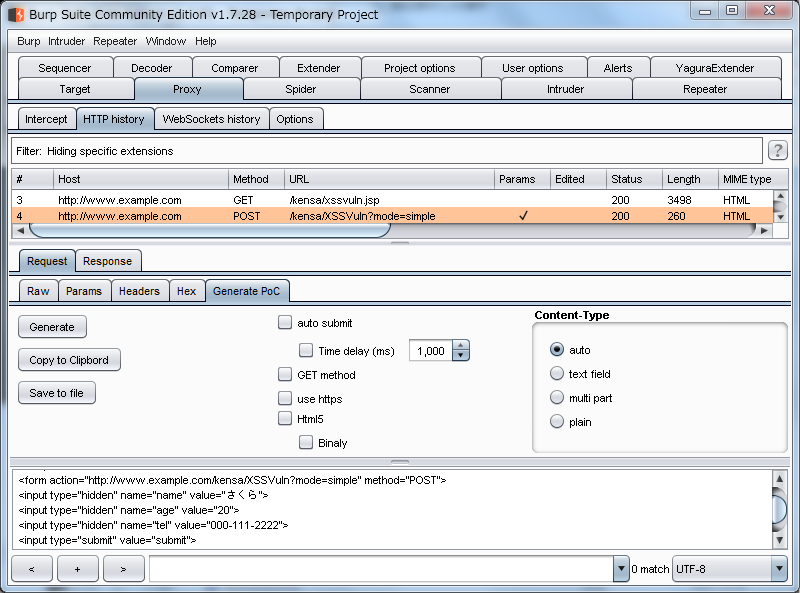 Burp Suite Community Edition v1.7.28 - Temporary Project
Burp Intruder Repeater Window Help
Sequencer Decoder Comparer Extender Project options User options Alerts YaguraExtender
Target Proxy Spider Scanner Intruder Repeater
Intercept HTTP history WebSockets history Options
Filter: Hiding specific extensions ?
# Host Method URL Params Edited Status Length MIME type
3 http://www.example.com GET /kensa/xssvuln.jsp 200 3498 HTML
4 http://www.example.com POST /kensa/XSSVuln?mode=simple ✓ 200 260 HTML
Request Response
Raw Params Headers Hex Generate PoC
Generate
Copy to Clipbord
Save to file
auto submit
Time delay (ms) 1,000
GET method
use https
Html5
Binaly
Content-Type
auto
text field
multi part
plain
<form action="http://www.example.com/kensa/XSSVuln?mode=simple" method="POST">
<input type="hidden" name="name" value="さくら">
<input type="hidden" name="age" value="20">
<input type="hidden" name="tel" value="000-111-2222">
<input type="submit" value="submit">
< + > 0 match UTF-8